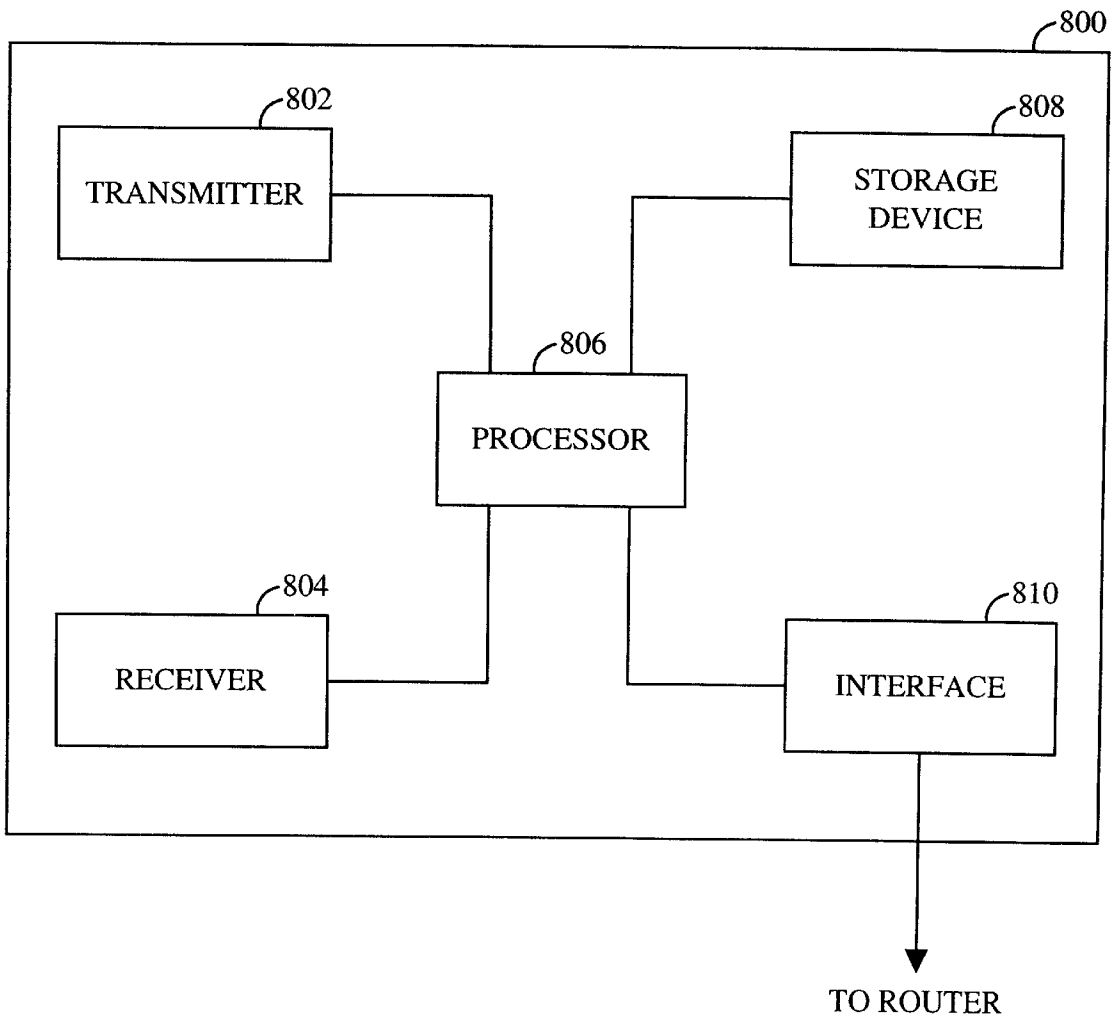 800
802
TRANSMITTER
808
STORAGE
DEVICE
806
PROCESSOR
804
RECEIVER
810
INTERFACE
TO ROUTER